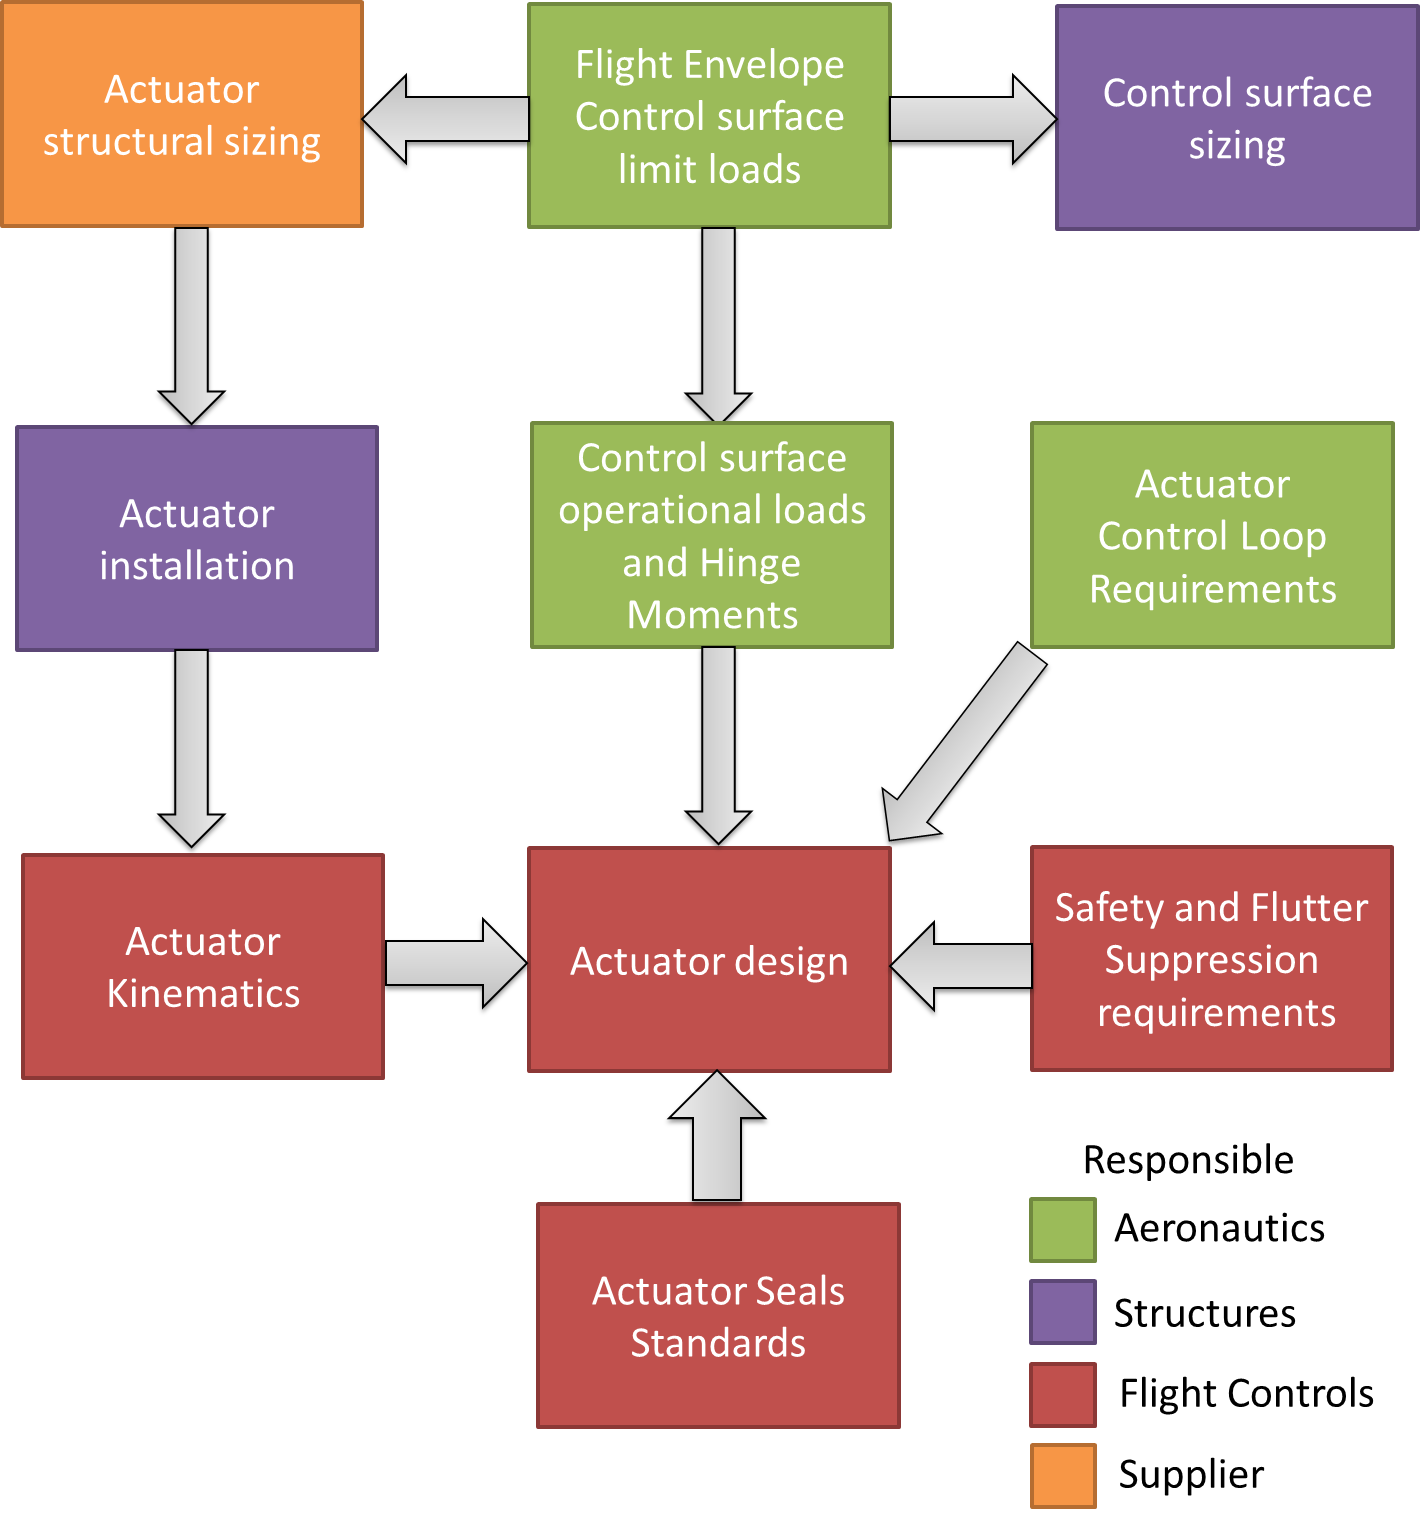 Actuator
structural sizing
Flight Envelope
Control surface
limit loads
Control surface
sizing
Actuator
installation
Control surface
operational loads
and Hinge
Moments
Actuator
Control Loop
Requirements
Actuator
Kinematics
Actuator design
Safety and Flutter
Suppression
requirements
Actuator Seals
Standards
Responsible
Aeronautics
Structures
Flight Controls
Supplier